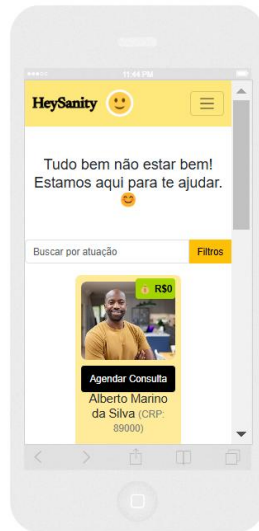 11:44 PM
HeySanity
Tudo bem não estar bem!
Estamos aqui para te ajudar.
Buscar por atuação Filtros
R$0
Agendar Consulta
Alberto Marino
da Silva (CRP:
89000)